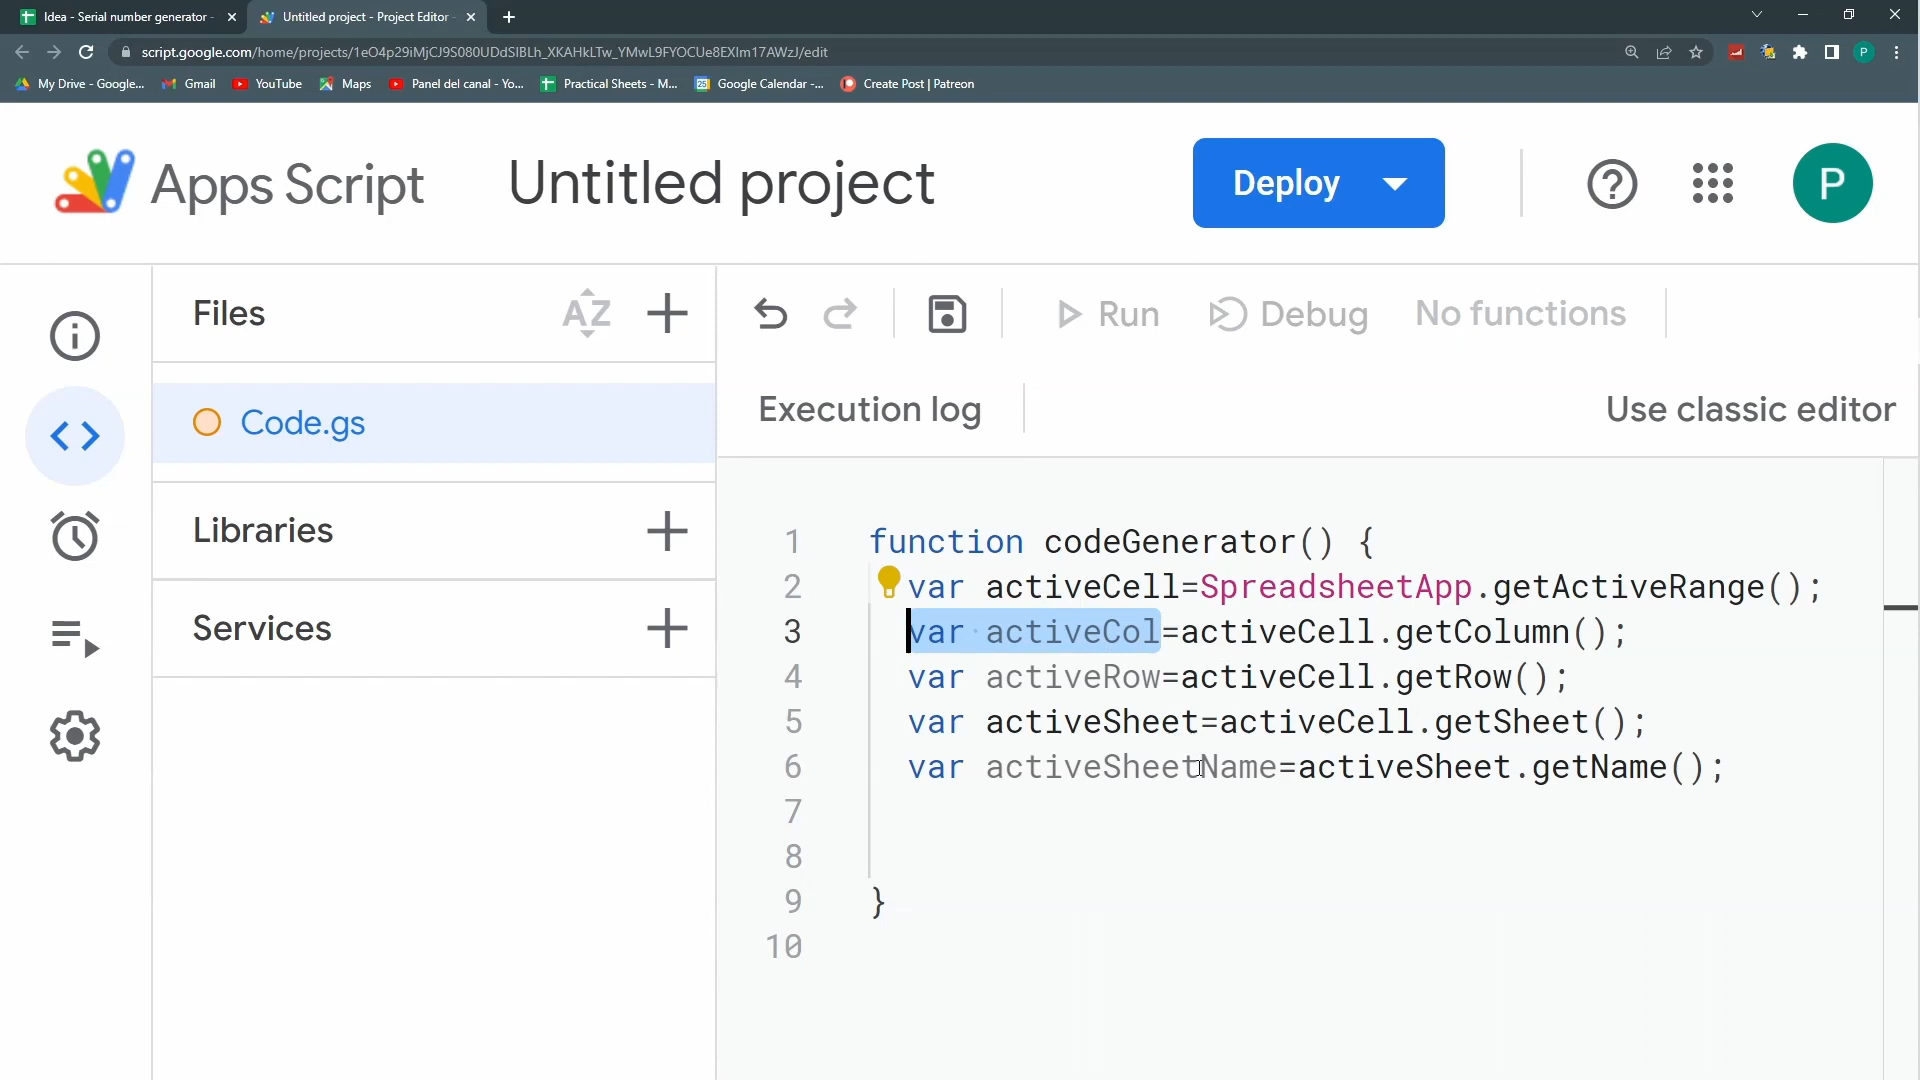 Idea - Serial number generator -
Untitled project - Project Editor -
script.google.com/home/projects/1eO4p29iMjCJ9S080UDdSIBLh_XKAHkLTw_YMwL9FYOCUe8EXIm17AWzJ/edit
P
My Drive - Google...
Gmail
YouTube
Maps
Panel del canal - Yo...
Practical Sheets - M...
Google Calendar -...
Create Post | Patreon
Apps Script
Untitled project
Deploy
P
Files
AZ
Run
Debug
No functions
Code.gs
Execution log
Use classic editor
Libraries
Services
1 function codeGenerator() {
2 var activeCell=SpreadsheetApp.getActiveRange();
3 var activeCol=activeCell.getColumn();
4 var activeRow=activeCell.getRow();
5 var activeSheet=activeCell.getSheet();
6 var activeSheetName=activeSheet.getName();
7
8
9 }
10